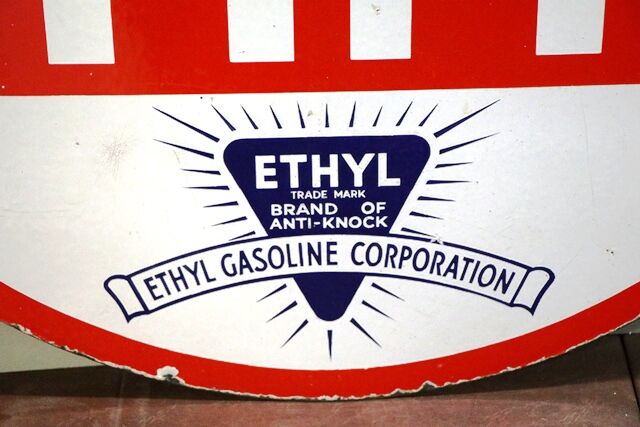 ETHYL
TRADE MARK
BRAND OF
ANTI-KNOCK
ETHYL GASOLINE CORPORATION